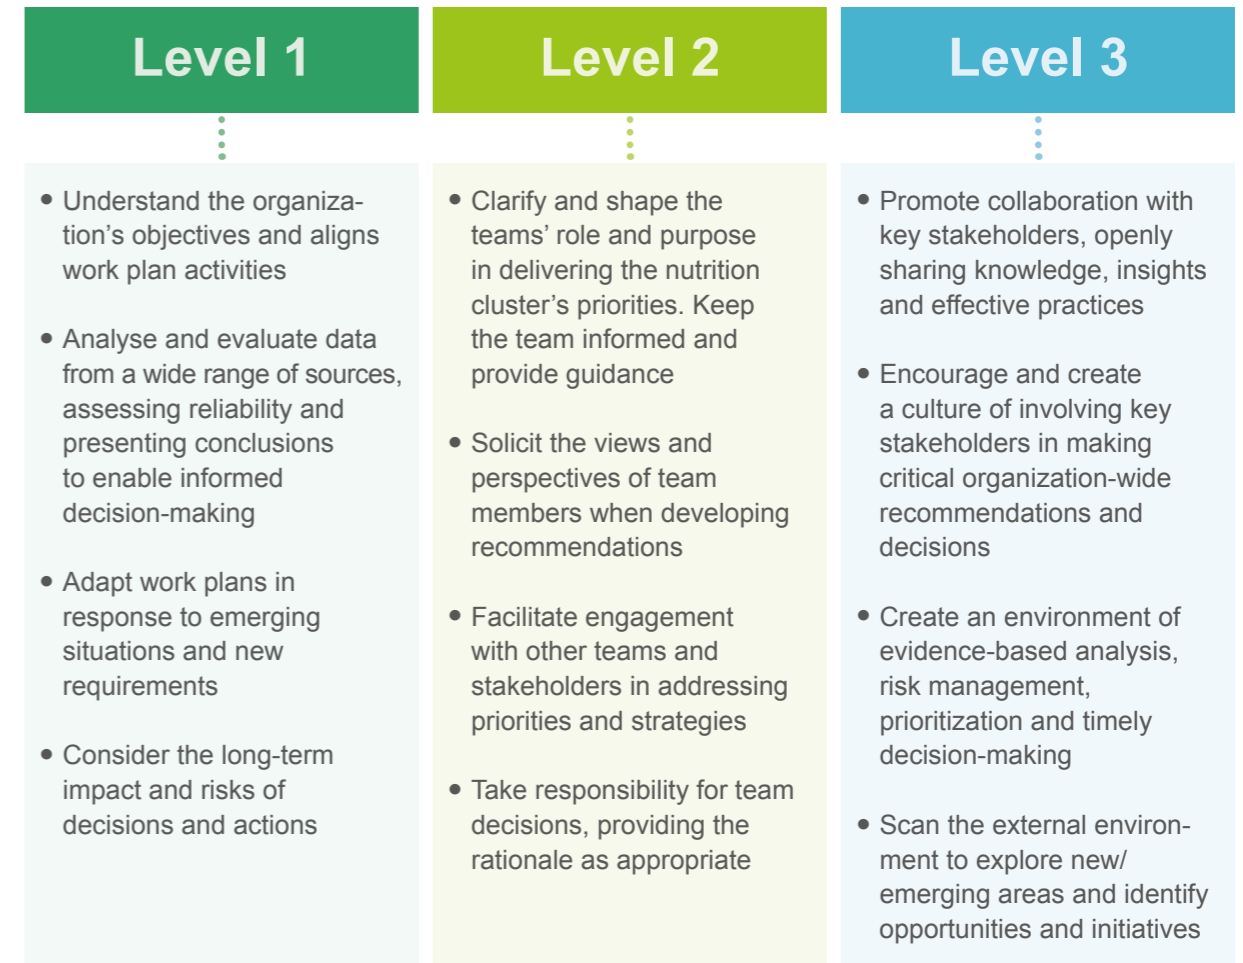 Level 1
• Understand the organiza-
tion’s objectives and aligns
work plan activities
• Analyse and evaluate data
from a wide range of sources,
assessing reliability and
presenting conclusions
to enable informed
decision-making
• Adapt work plans in
response to emerging
situations and new
requirements
• Consider the long-term
impact and risks of
decisions and actions
Level 2
• Clarify and shape the
teams’ role and purpose
in delivering the nutrition
cluster’s priorities. Keep
the team informed and
provide guidance
• Solicit the views and
perspectives of team
members when developing
recommendations
• Facilitate engagement
with other teams and
stakeholders in addressing
priorities and strategies
• Take responsibility for team
decisions, providing the
rationale as appropriate
Level 3
• Promote collaboration with
key stakeholders, openly
sharing knowledge, insights
and effective practices
• Encourage and create
a culture of involving key
stakeholders in making
critical organization-wide
recommendations and
decisions
• Create an environment of
evidence-based analysis,
risk management,
prioritization and timely
decision-making
• Scan the external environ-
ment to explore new/
emerging areas and identify
opportunities and initiatives